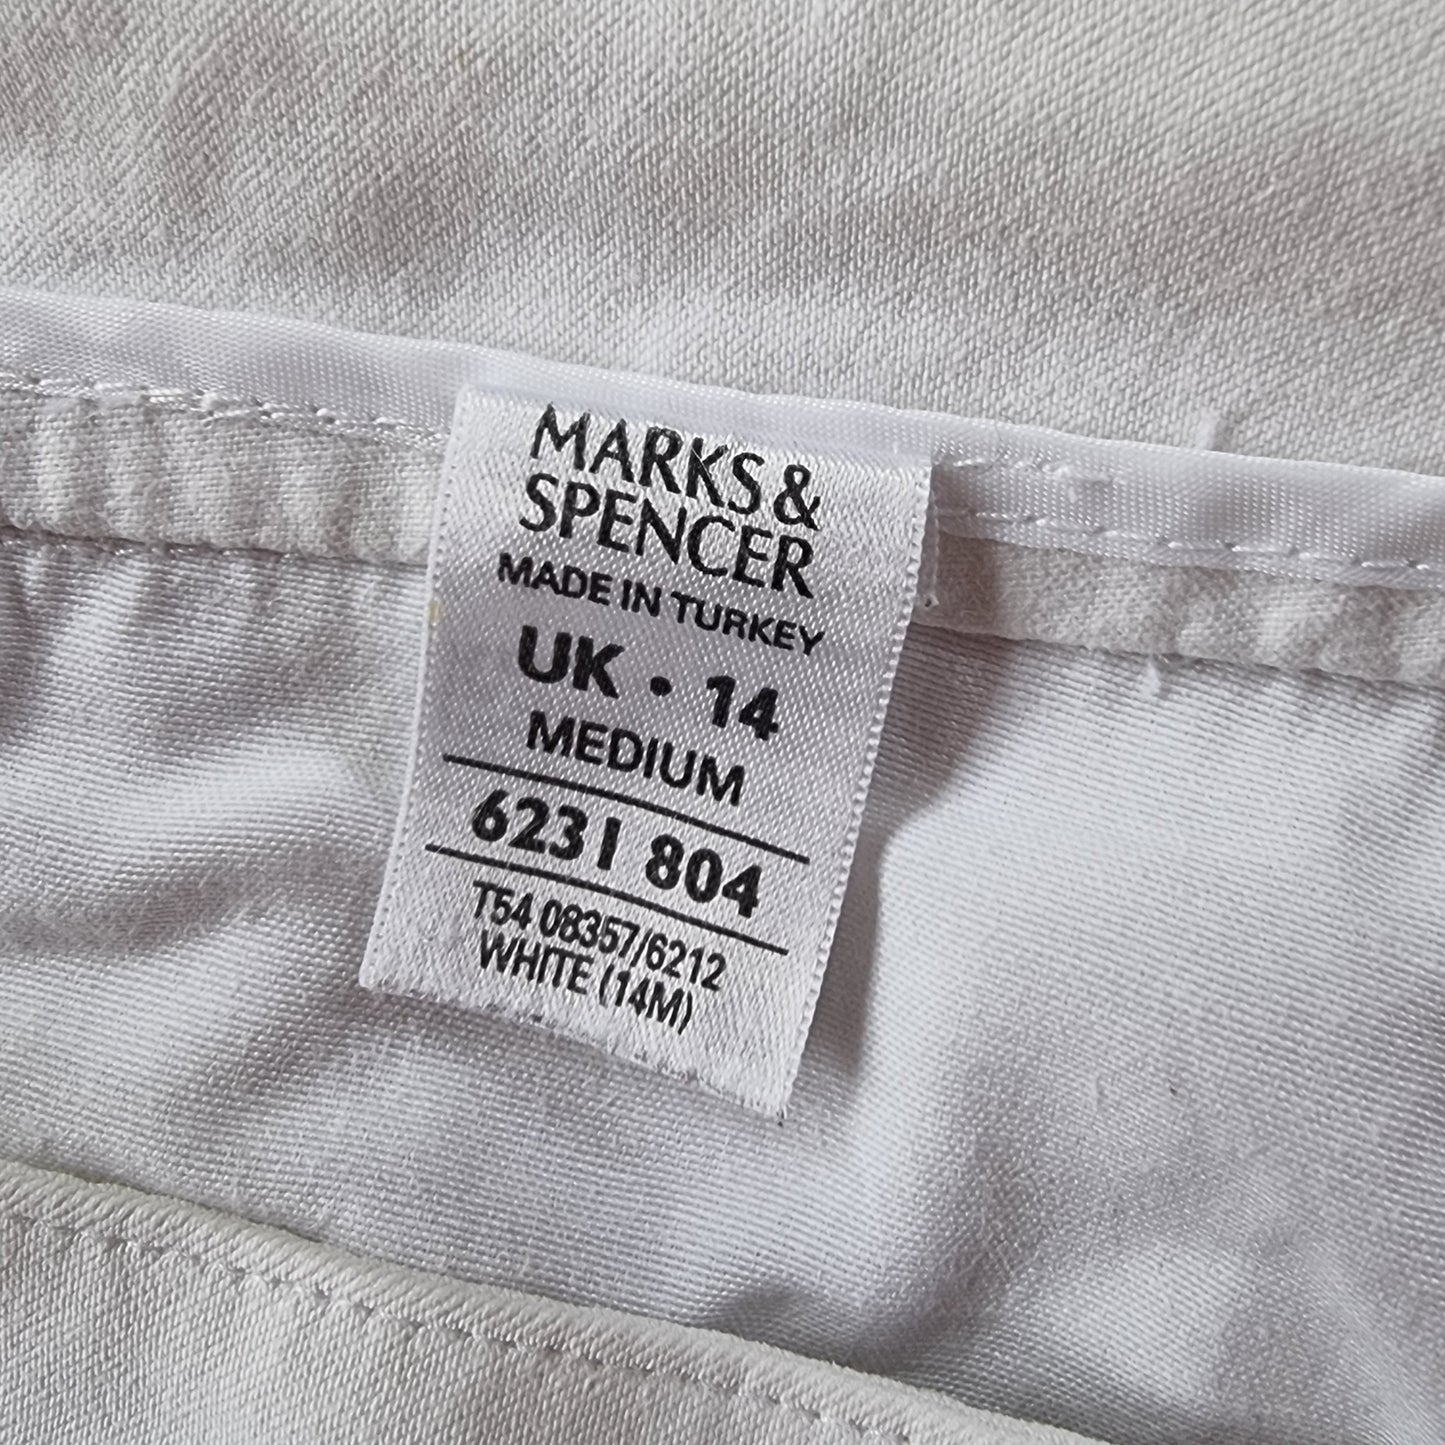 MARKS &
SPENCER
MADE IN TURKEY
UK • 14
MEDIUM
6231 804
T54 08357/6212
WHITE (14M)